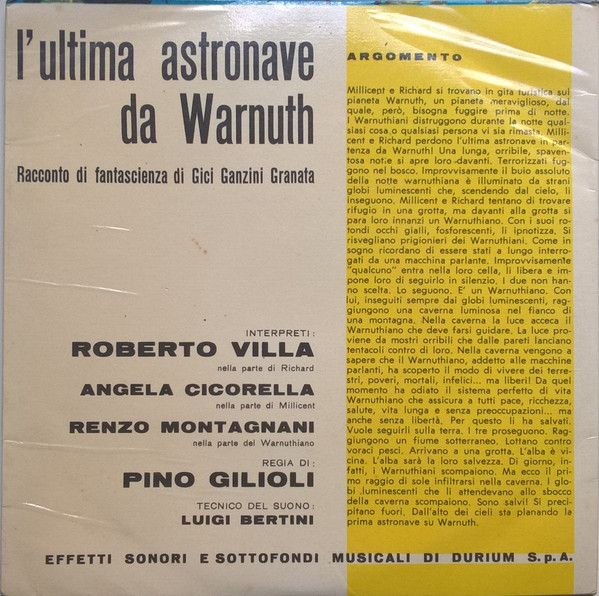 l'ultima astronave
da Warnuth
Racconto di fantascienza di Gici Ganzini Granata
INTERPRETI:
ROBERTO VILLA
nella parte di Richard
ANGELA CICORELLA
nella parte di Millicent
RENZO MONTAGNANI
nella parte del Warnuthiano
REGIA DI:
PINO GILIOLI
TECNICO DEL SUONO:
LUIGI BERTINI
ARGOMENTO
Millicent e Richard si trovano in gita turistica sul
pianeta Warnuth, un pianeta meraviglioso, dal
quale, però, bisogna fuggire prima di notte.
I Warnuthiani distruggono durante la notte qual-
siasi cosa o qualsiasi persona vi sia rimasta. Milli-
cent e Richard perdono l'ultima astronave in par-
tenza da Warnuth! Una lunga, orribile, spaven-
tosa notte si apre loro davanti. Terrorizzati fug-
gono nel bosco. Improvvisamente il buio assoluto
della notte warnuthiana è illuminato da strani
globi luminescenti che, scendendo dal cielo, li
inseguono. Millicent e Richard tentano di trovare
rifugio in una grotta, ma davanti alla grotta si
para loro innanzi un Warnuthiano. Con i suoi ro-
tondi occhi gialli, fosforescenti, li ipnotizza. Si
risvegliano prigionieri dei Warnuthiani. Come in
sogno ricordano di essere stati a lungo interro-
gati da una macchina parlante. Improvvisamente
"qualcuno" entra nella loro cella, li libera e im-
pone loro di seguirlo in silenzio. I due non han-
no scelta. Lo seguono. E' un Warnuthiano. Con
lui, inseguiti sempre dai globi luminescenti, rag-
giungono una caverna luminosa nel fianco di
una montagna. Nella caverna la luce acceca il
Warnuthiano che deve farsi guidare. La luce pro-
viene da mostri orribili che dalle pareti lanciano
tentacoli contro di loro. Nella caverna vengono a
sapere che il Warnuthiano, addetto alle macchine
parlanti, ha scoperto il modo di vivere dei terre-
stri, poveri, mortali, infelici... ma liberi! Da quel
momento ha odiato il sistema perfetto di vita
Warnuthiano che assicura a tutti pace, ricchezza,
salute, vita lunga e senza preoccupazioni... ma
anche senza libertà. Per questo li ha salvati.
Vuole seguirli sulla terra. I tre proseguono. Rag-
giungono un fiume sotterraneo. Lottano contro
voraci pesci. Arrivano a una grotta. L'alba è vi-
cina. L'alba sarà la loro salvezza. Di giorno, in-
fatti, i Warnuthiani scompaiono. Ma ecco il pri-
mo raggio di sole infiltrarsi nella caverna. I glo-
bi luminescenti che li attendevano allo sbocco
della caverna scompaiono. Sono salvi! Si preci-
pitano fuori. Dall'alto dei cieli sta planando la
prima astronave su Warnuth.
EFFETTI SONORI E SOTTOFONDI MUSICALI DI DURIUM S.p.A.